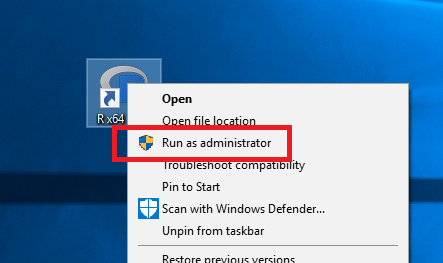 R x64
Open
Open file location
Run as administrator
Troubleshoot compatibility
Pin to Start
Scan with Windows Defender...
Unpin from taskbar
Restore previous versions